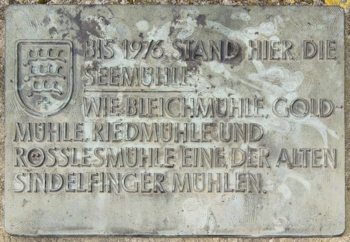 BIS 1976 STAND HIER DIE
SEEMÜHLE.
WIE BLEICHMÜHLE, GOLD
MÜHLE, RIEDMÜHLE UND
RÖSSLESMÜHLE EINE DER ALTEN
SINDELFINGER MÜHLEN.